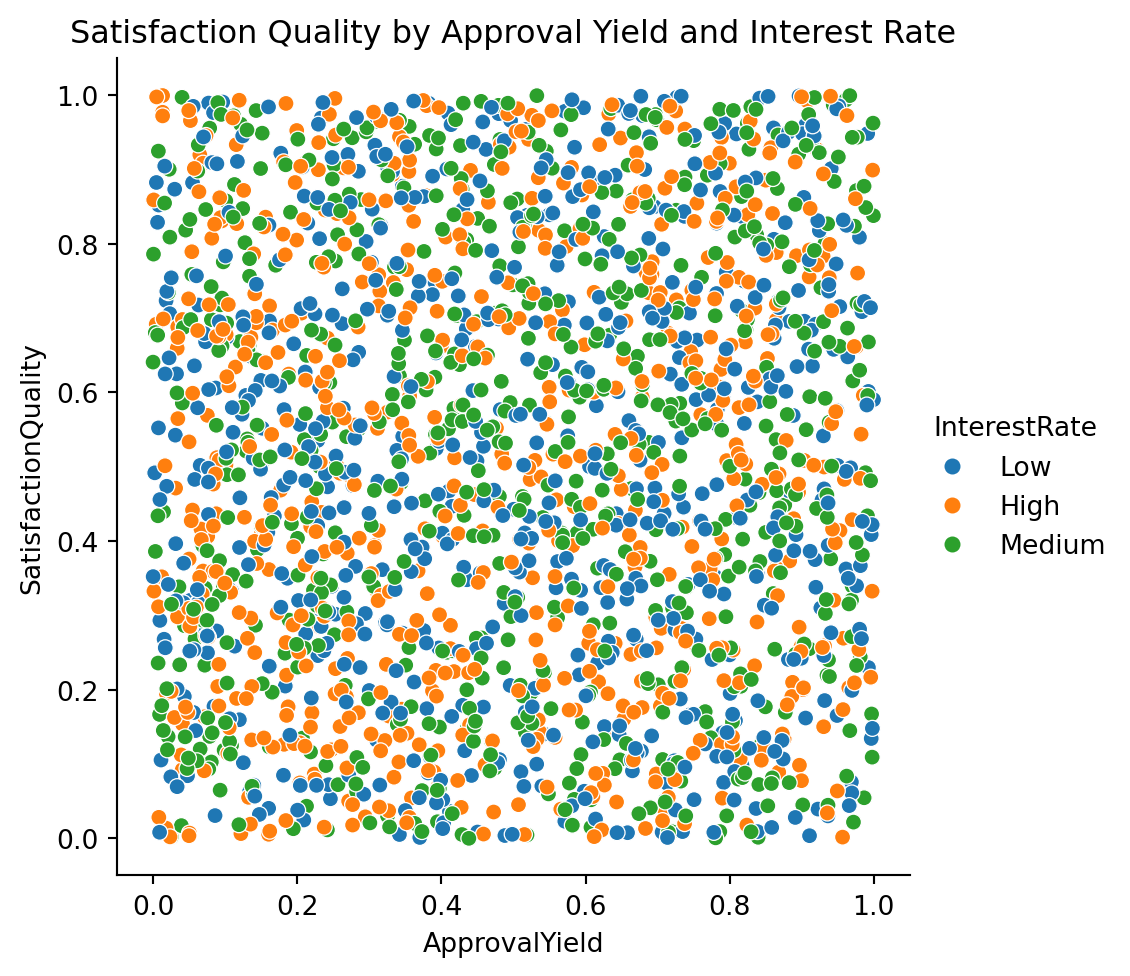 Satisfaction Quality by Approval Yield and Interest Rate
1.0
0.8
0.6
0.4
0.2
0.0
SatisfactionQuality
0.0 0.2 0.4 0.6 0.8 1.0
ApprovalYield
InterestRate
Low
High
Medium